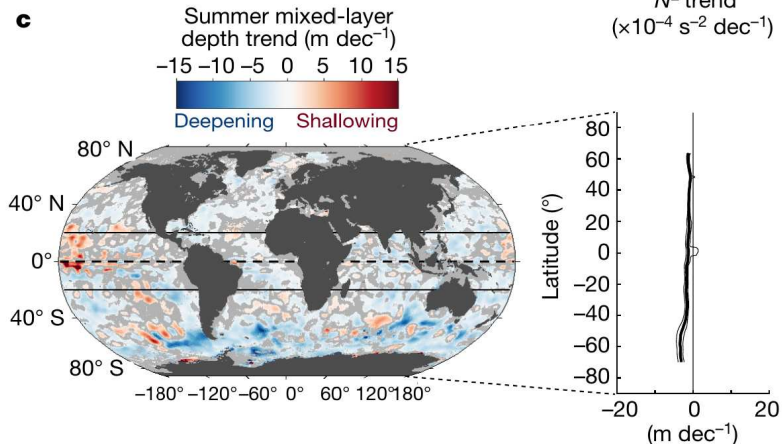 c
Summer mixed-layer
depth trend (m dec–1)
–15 –10 –5 0 5 10 15
Deepening Shallowing
80° N
40° N
0°
40° S
80° S
–180° –120° –60° 0° 60° 120° 180°
trend
(×10–4 s–2 dec–1)
Latitude (°)
80
60
40
20
0
–20
–40
–60
–80
–20 0 20
(m dec–1)